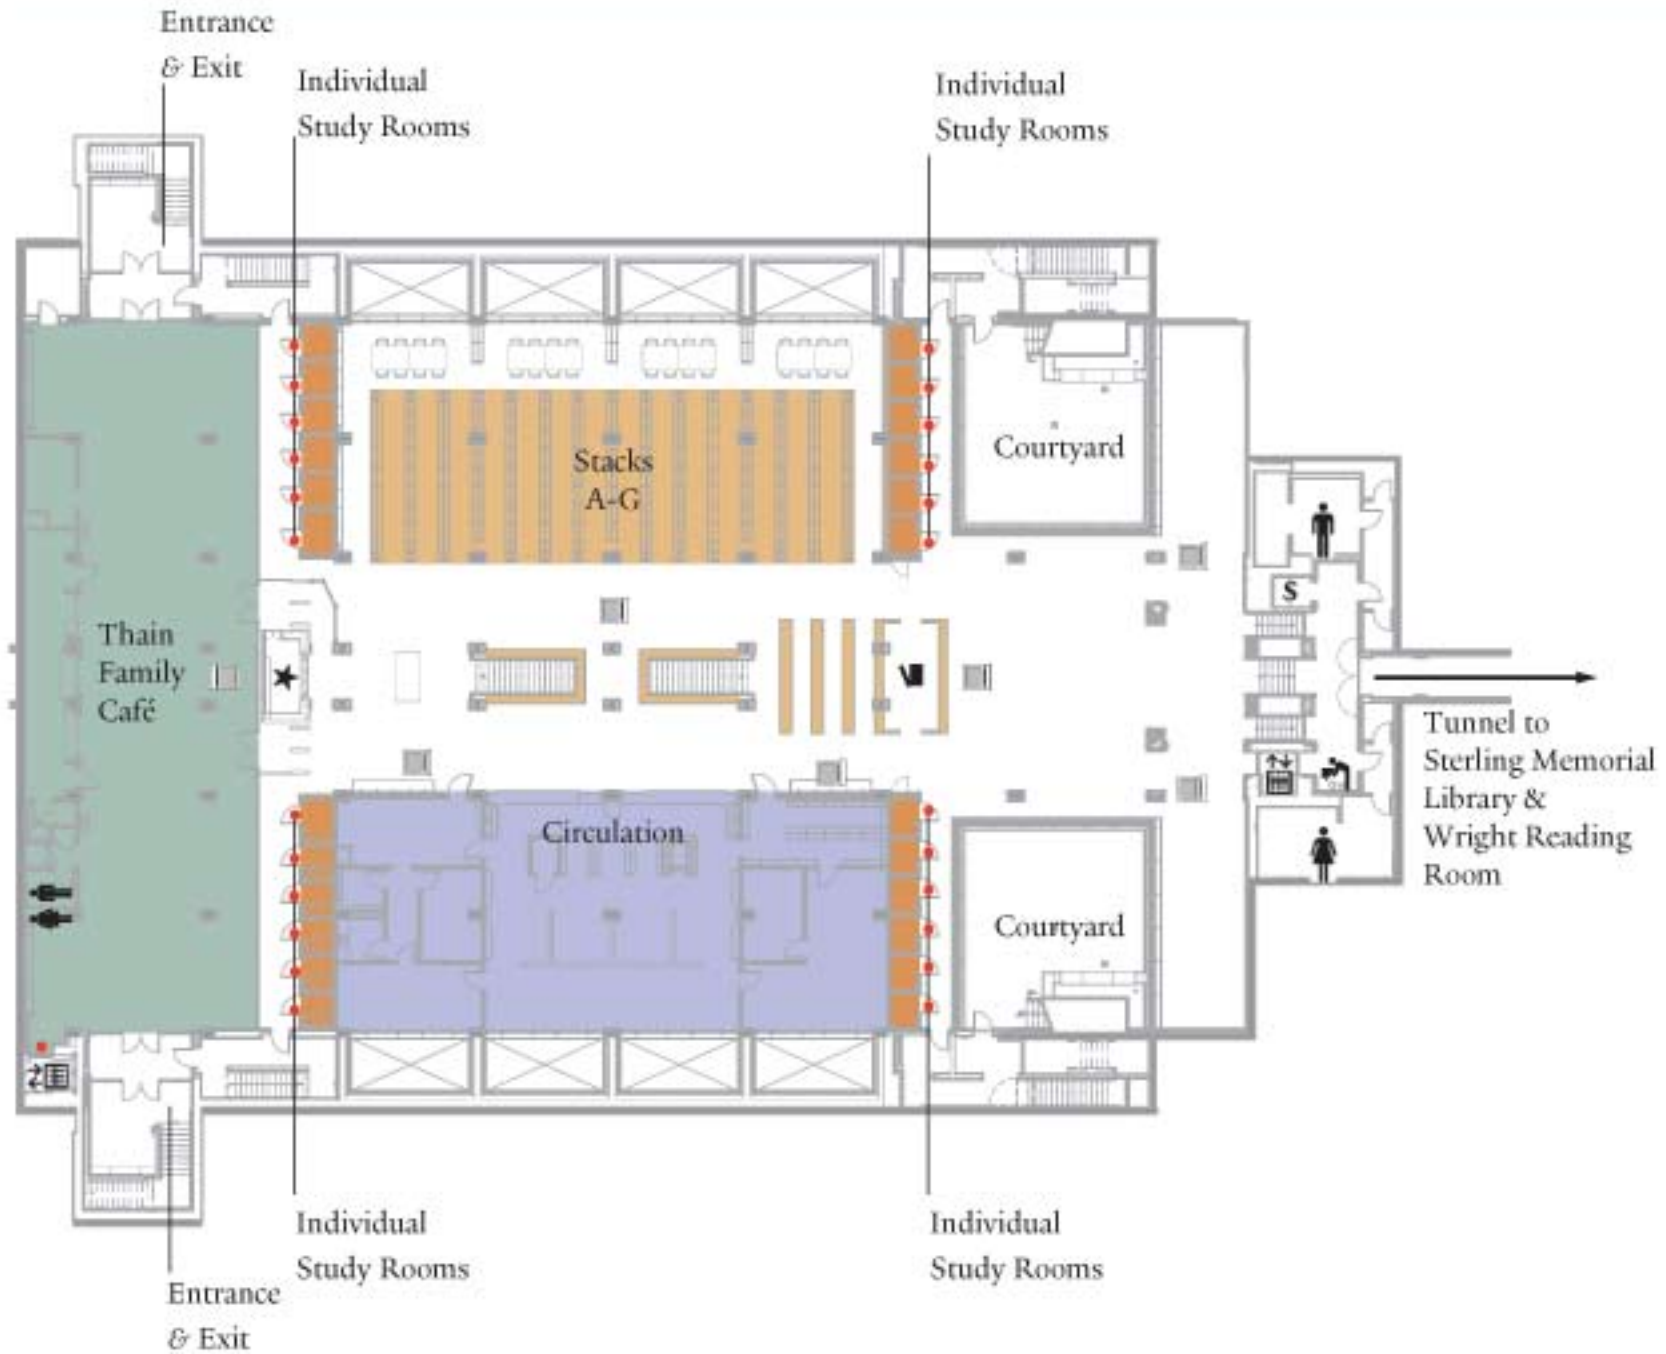 Entrance
& Exit
Individual
Study Rooms
Individual
Study Rooms
Stacks
A-G
Courtyard
S
Thain
Family
Café
Tunnel to
Sterling Memorial
Library &
Wright Reading
Room
Circulation
Courtyard
Individual
Study Rooms
Individual
Study Rooms
Entrance
& Exit